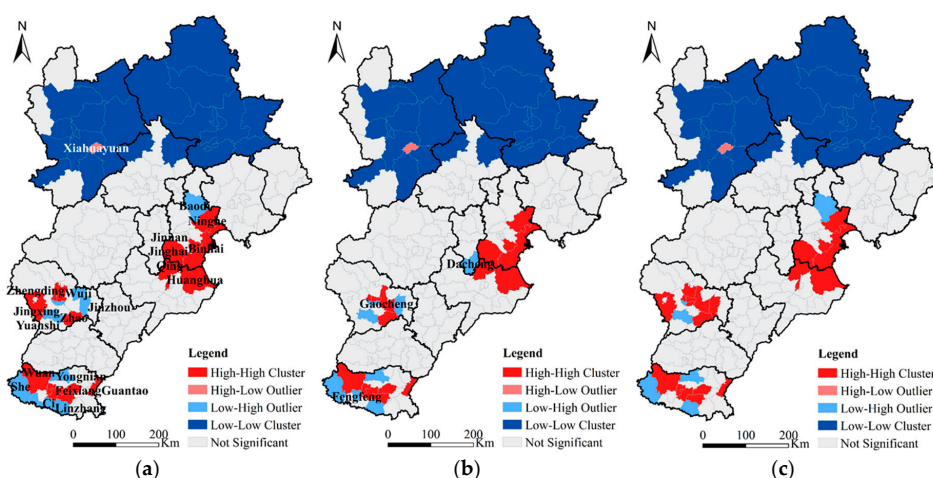 N
Xiahuayuan
Baodi
Ninghe
Jinnan
Jinghai
Binhai
Qing
Huanghua
Zhengding
Wuji
Jinzhou
Jingxing
Zhao
Yuanshi
Wuan
Yongnian
She
Feixiang
Guantao
Ci
Linzhang
Legend
High-High Cluster
High-Low Outlier
Low-High Outlier
Low-Low Cluster
Not Significant
0 100 200
Km
(a)
N
Dacheng
Gaocheng
Fengfeng
Legend
High-High Cluster
High-Low Outlier
Low-High Outlier
Low-Low Cluster
Not Significant
0 100 200
Km
(b)
N
Legend
High-High Cluster
High-Low Outlier
Low-High Outlier
Low-Low Cluster
Not Significant
0 100 200
Km
(c)